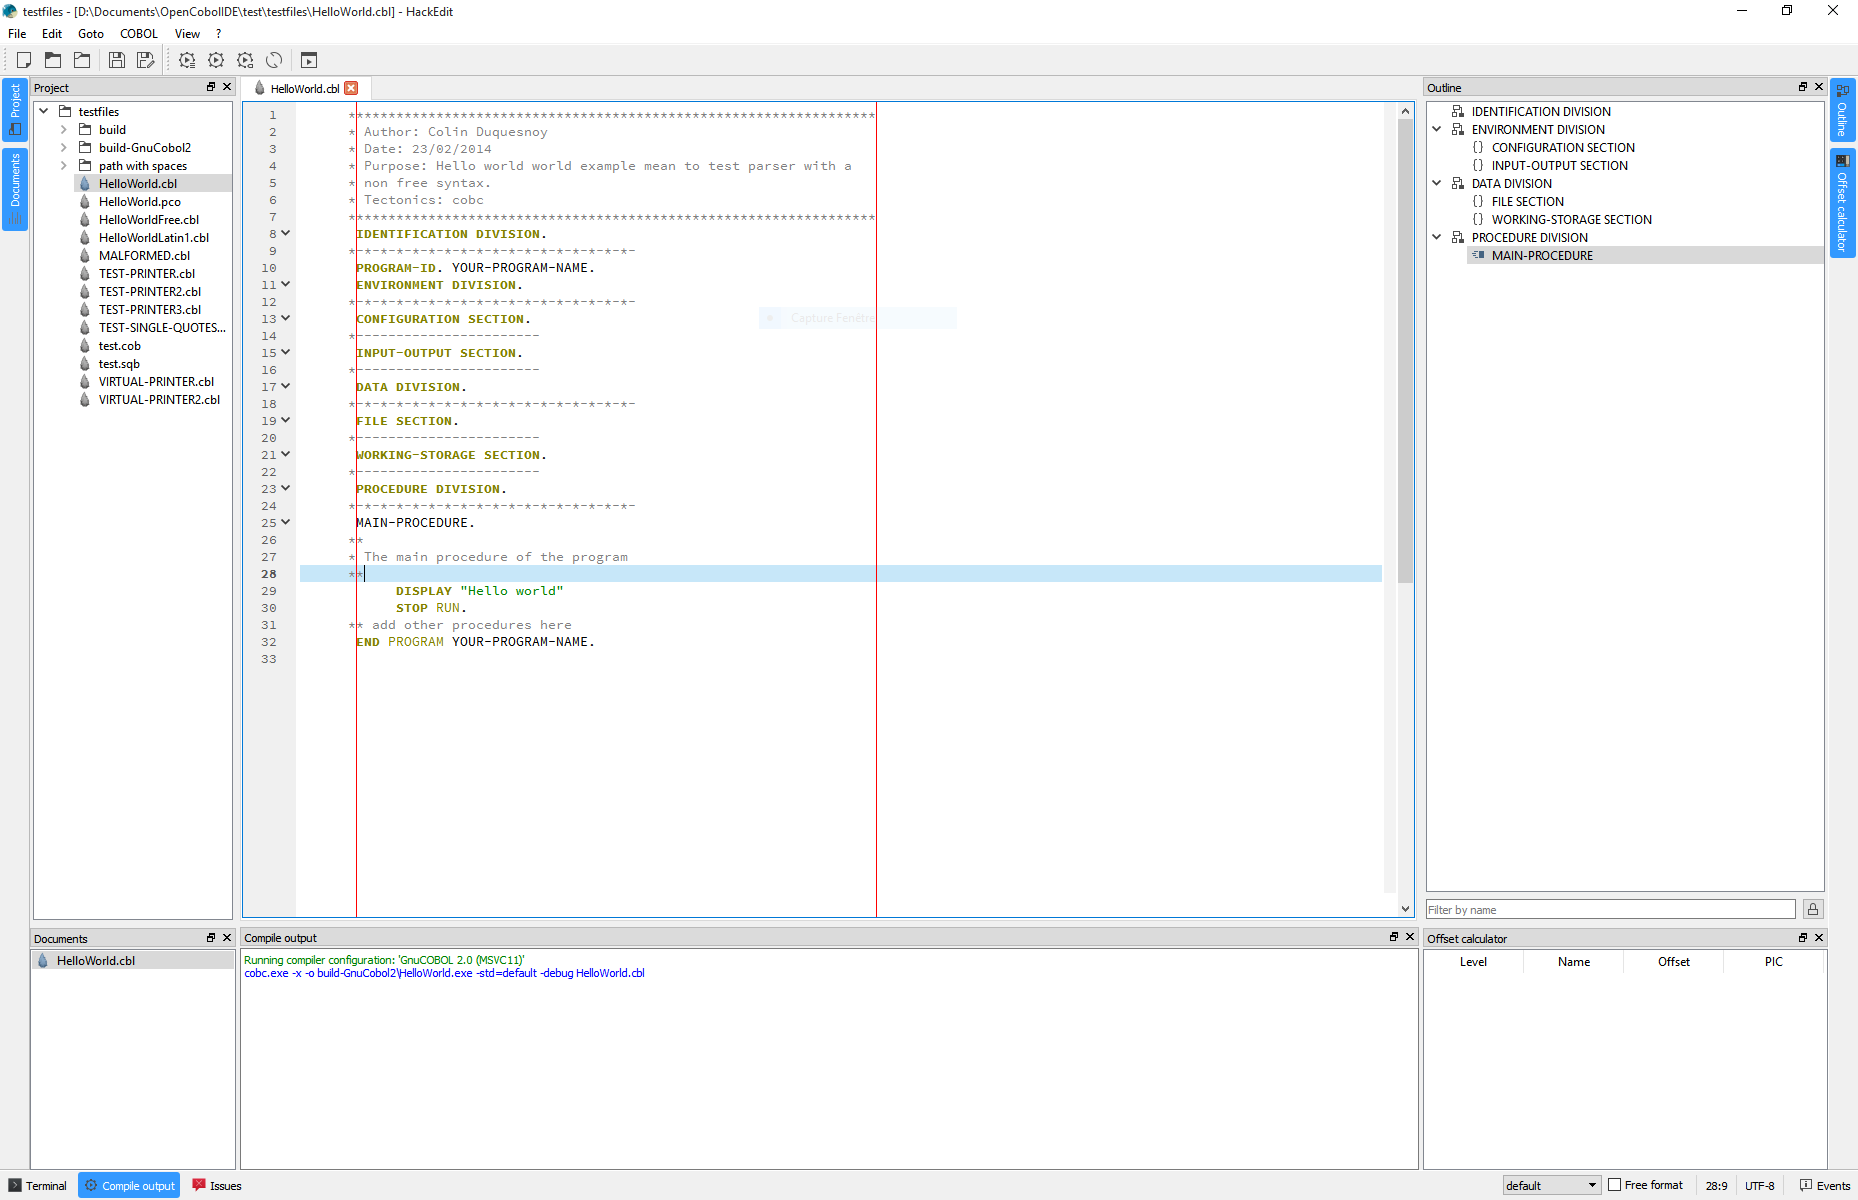 testfiles - [D:\Documents\OpenCobolIDE\test\testfiles\HelloWorld.cbl] - HackEdit
File Edit Goto COBOL View ?
Project
Documents
Project
testfiles
build
build-GnuCobol2
path with spaces
HelloWorld.cbl
HelloWorld.pco
HelloWorldFree.cbl
HelloWorldLatin1.cbl
MALFORMED.cbl
TEST-PRINTER.cbl
TEST-PRINTER2.cbl
TEST-PRINTER3.cbl
TEST-SINGLE-QUOTES...
test.cob
test.sqb
VIRTUAL-PRINTER.cbl
VIRTUAL-PRINTER2.cbl
HelloWorld.cbl
1 ******************************************************************
2 * Author: Colin Duquesnoy
3 * Date: 23/02/2014
4 * Purpose: Hello world world example mean to test parser with a
5 * non free syntax.
6 * Tectonics: cobc
7 ******************************************************************
8 IDENTIFICATION DIVISION.
9 *-*-*-*-*-*-*-*-*-*-*-*-*-*-*-*-*-*-
10 PROGRAM-ID. YOUR-PROGRAM-NAME.
11 ENVIRONMENT DIVISION.
12 *-*-*-*-*-*-*-*-*-*-*-*-*-*-*-*-*-*-
13 CONFIGURATION SECTION.
14 *-----------------------
15 INPUT-OUTPUT SECTION.
16 *-----------------------
17 DATA DIVISION.
18 *-*-*-*-*-*-*-*-*-*-*-*-*-*-*-*-*-*-
19 FILE SECTION.
20 *-----------------------
21 WORKING-STORAGE SECTION.
22 *-----------------------
23 PROCEDURE DIVISION.
24 *-*-*-*-*-*-*-*-*-*-*-*-*-*-*-*-*-*-
25 MAIN-PROCEDURE.
26 **
27 * The main procedure of the program
28 **
29 DISPLAY "Hello world"
30 STOP RUN.
31 ** add other procedures here
32 END PROGRAM YOUR-PROGRAM-NAME.
33
Capture Fenêtre
Outline
IDENTIFICATION DIVISION
ENVIRONMENT DIVISION
{} CONFIGURATION SECTION
{} INPUT-OUTPUT SECTION
DATA DIVISION
{} FILE SECTION
{} WORKING-STORAGE SECTION
PROCEDURE DIVISION
MAIN-PROCEDURE
Filter by name
Outline
Offset calculator
Documents
HelloWorld.cbl
Compile output
Running compiler configuration: 'GnuCOBOL 2.0 (MSVC11)'
cobc.exe -x -o build-GnuCobol2\HelloWorld.exe -std=default -debug HelloWorld.cbl
Offset calculator
Level Name Offset PIC
Terminal Compile output Issues
default Free format 28:9 UTF-8 Events